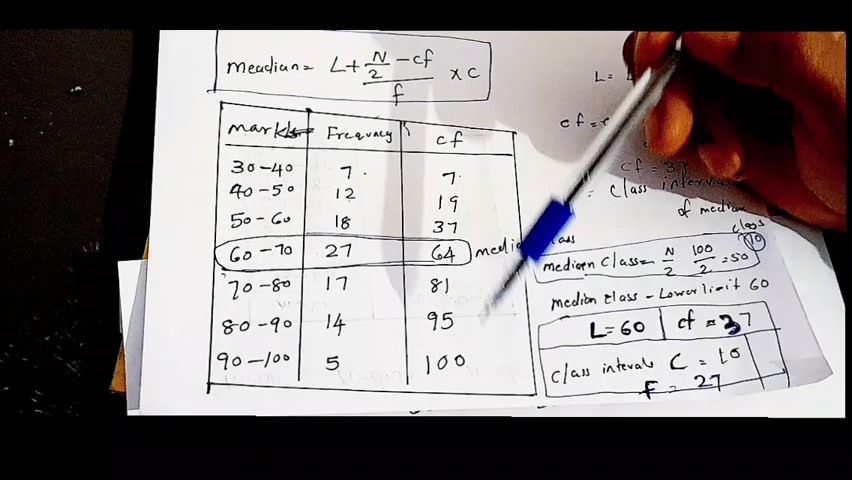 meadian = L + N/2 - cf / f × c
marks Frequncy cf
30-40 7 7
40-50 12 19
50-60 18 37
60-70 27 64
70-80 17 81
80-90 14 95
90-100 5 100
L =
cf =
cf = 37
= class interval
of median
class
10
class
median class = N/2 100/2 = 50
median class - Lower limit 60
L = 60 cf = 37
Class interval C = 10
f = 27